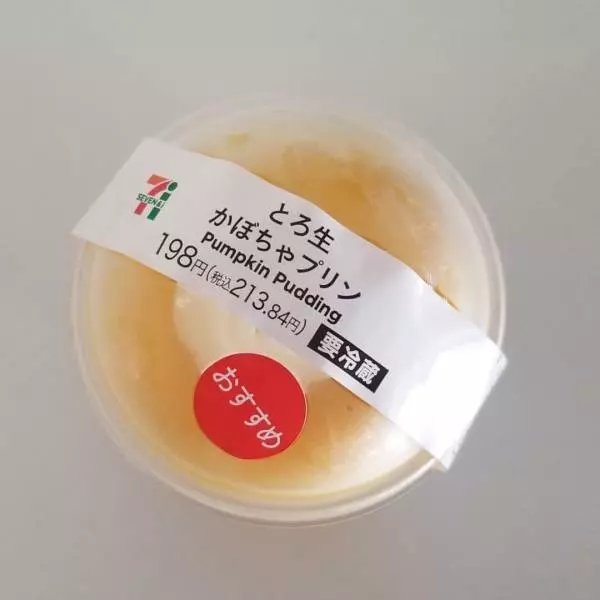 SEVEN&i
とろ生
かぼちゃプリン
Pumpkin Pudding
198円(税込213.84円)
要冷蔵
おすすめ